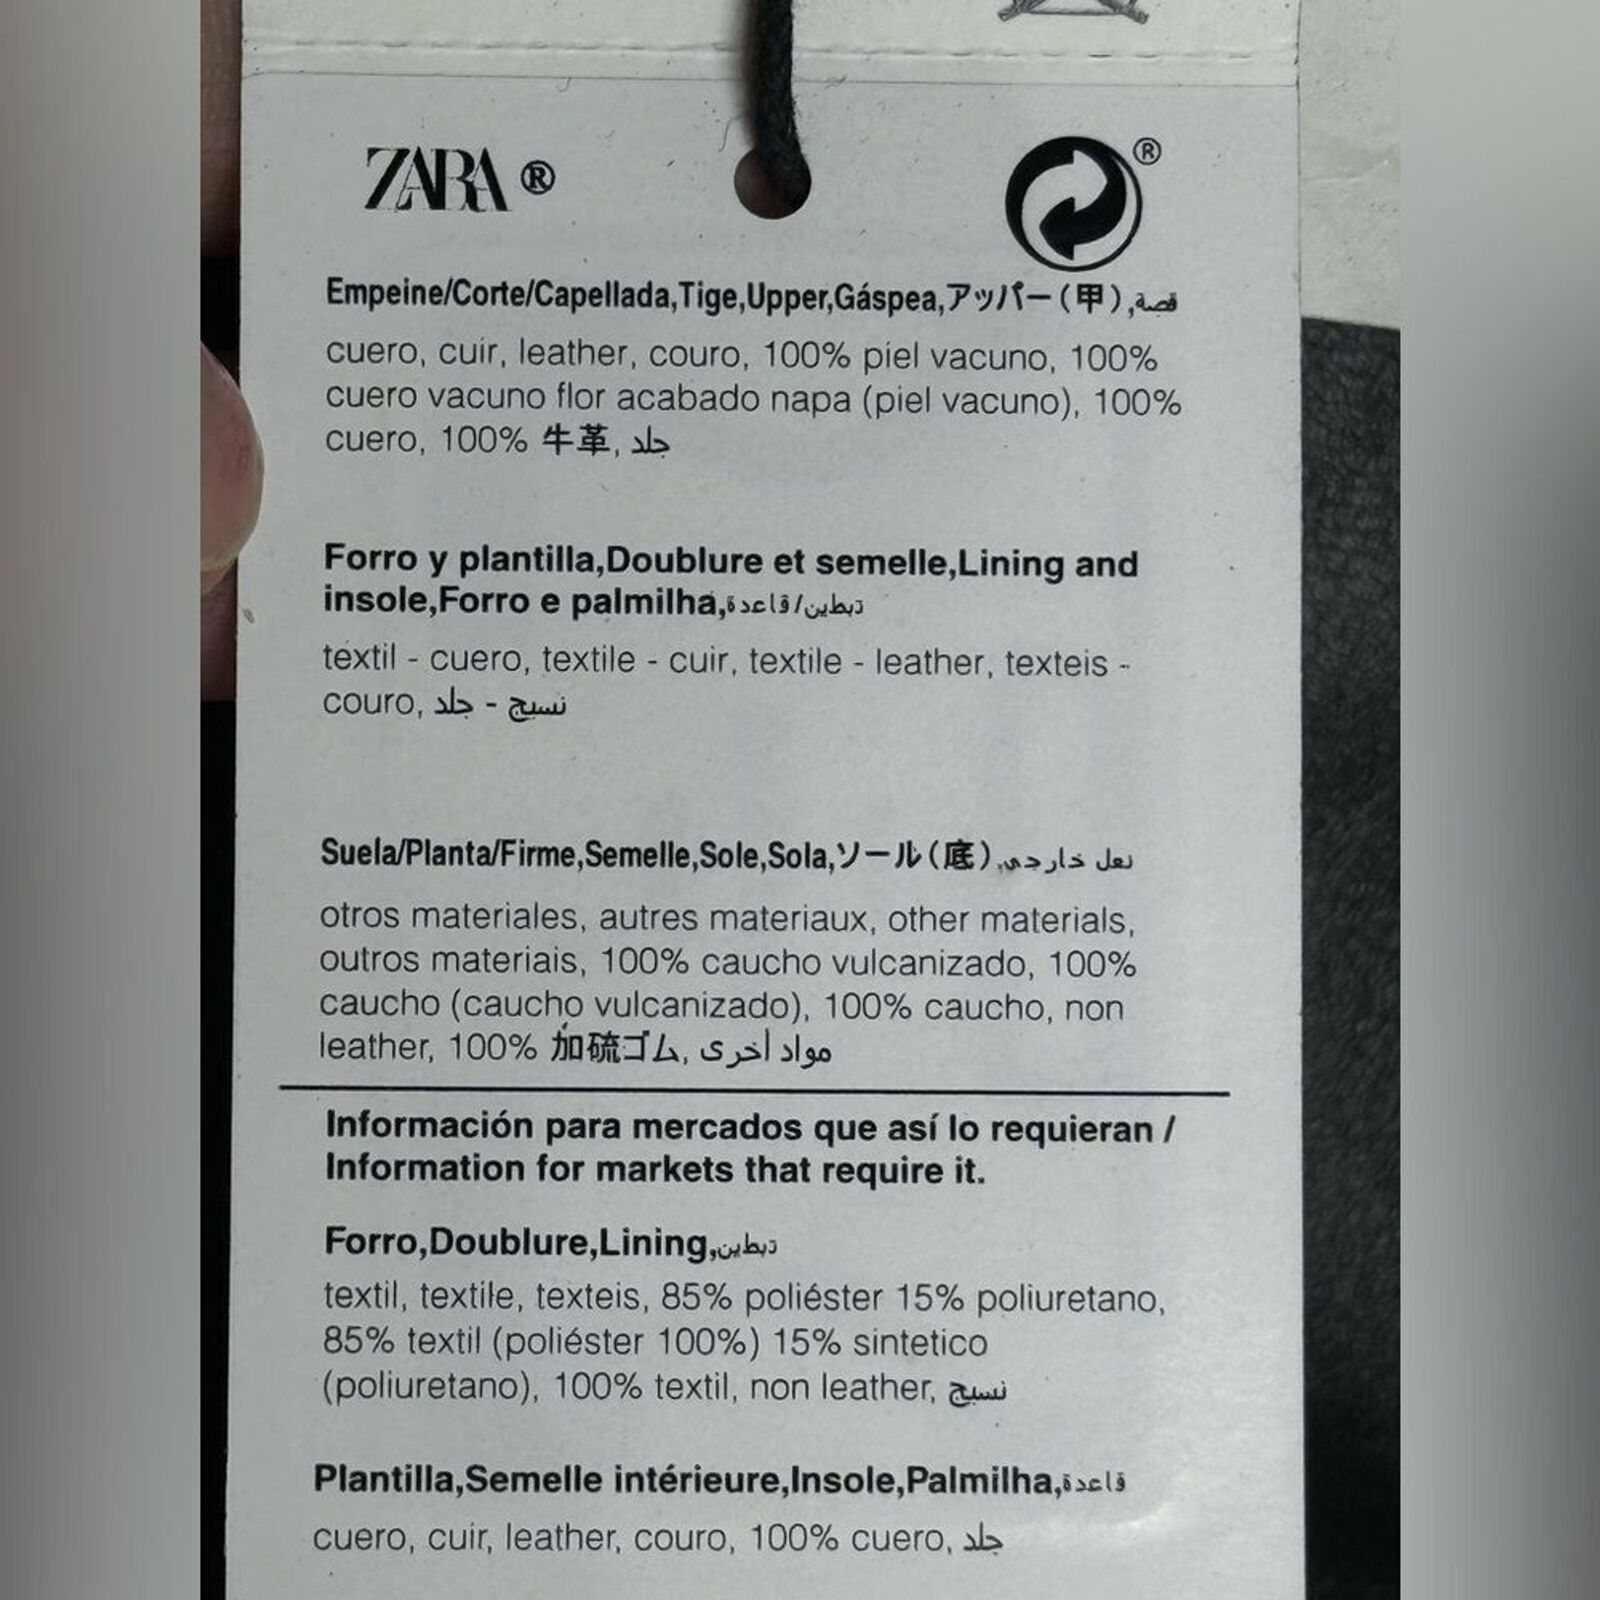 ZARA ®
®
Empeine/Corte/Capellada,Tige,Upper,Gáspea,アッパー(甲),قصة
cuero, cuir, leather, couro, 100% piel vacuno, 100%
cuero vacuno flor acabado napa (piel vacuno), 100%
cuero, 100% 牛革, جلد
Forro y plantilla,Doublure et semelle,Lining and
insole,Forro e palmilha,تبطين/قاعدة
textil - cuero, textile - cuir, textile - leather, texteis -
couro, نسيج - جلد
Suela/Planta/Firme,Semelle,Sole,Sola,ソール(底),نعل خارجي
otros materiales, autres materiaux, other materials,
outros materiais, 100% caucho vulcanizado, 100%
caucho (caucho vulcanizado), 100% caucho, non
leather, 100% 加硫ゴム, مواد أخرى
Información para mercados que así lo requieran /
Information for markets that require it.
Forro,Doublure,Lining,تبطين
textil, textile, texteis, 85% poliéster 15% poliuretano,
85% textil (poliéster 100%) 15% sintetico
(poliuretano), 100% textil, non leather, نسيج
Plantilla,Semelle intérieure,Insole,Palmilha,قاعدة
cuero, cuir, leather, couro, 100% cuero, جلد